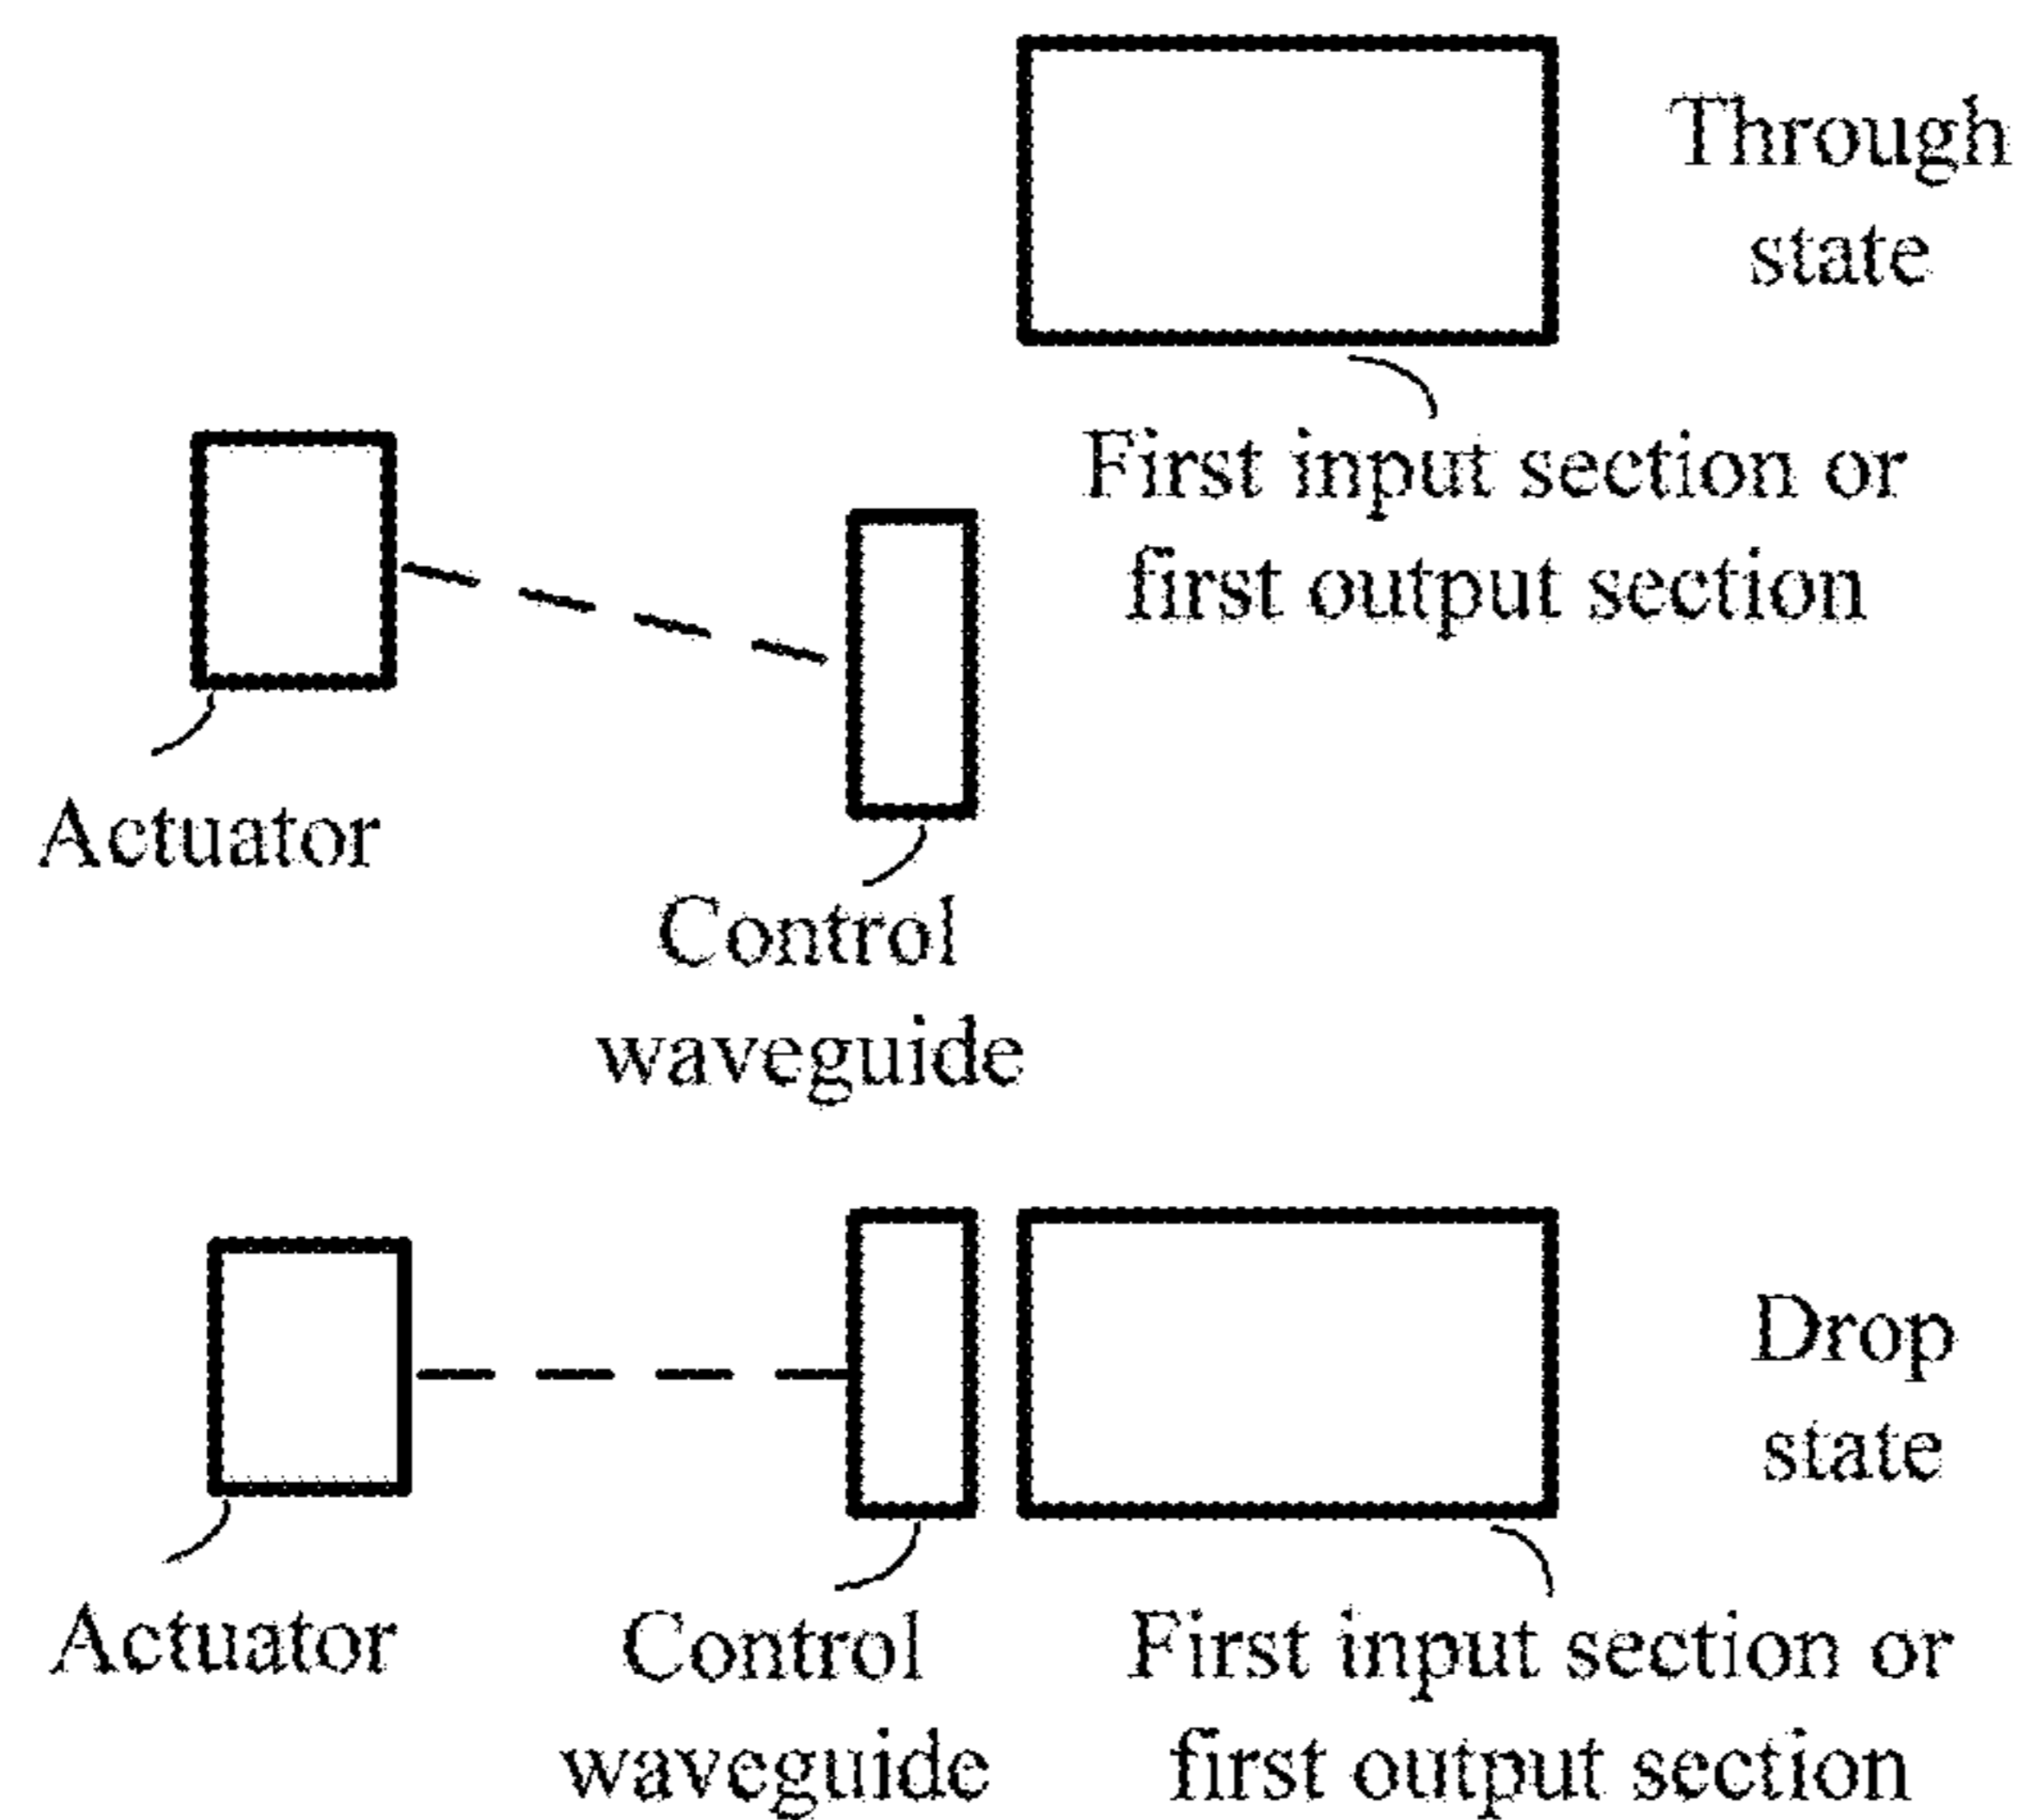 Through
state
First input section or
first output section
Actuator
Control
waveguide
Drop
state
Actuator
Control
waveguide
First input section or
first output section